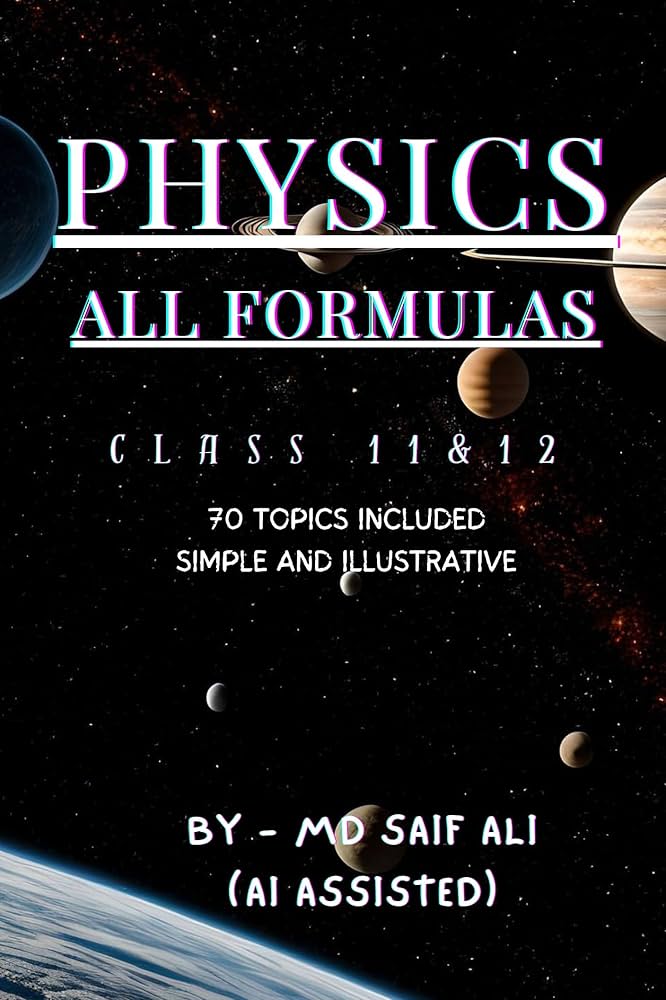 PHYSICS
ALL FORMULAS
CLASS 11&12
70 TOPICS INCLUDED
SIMPLE AND ILLUSTRATIVE
BY - MD SAIF ALI
(AI ASSISTED)